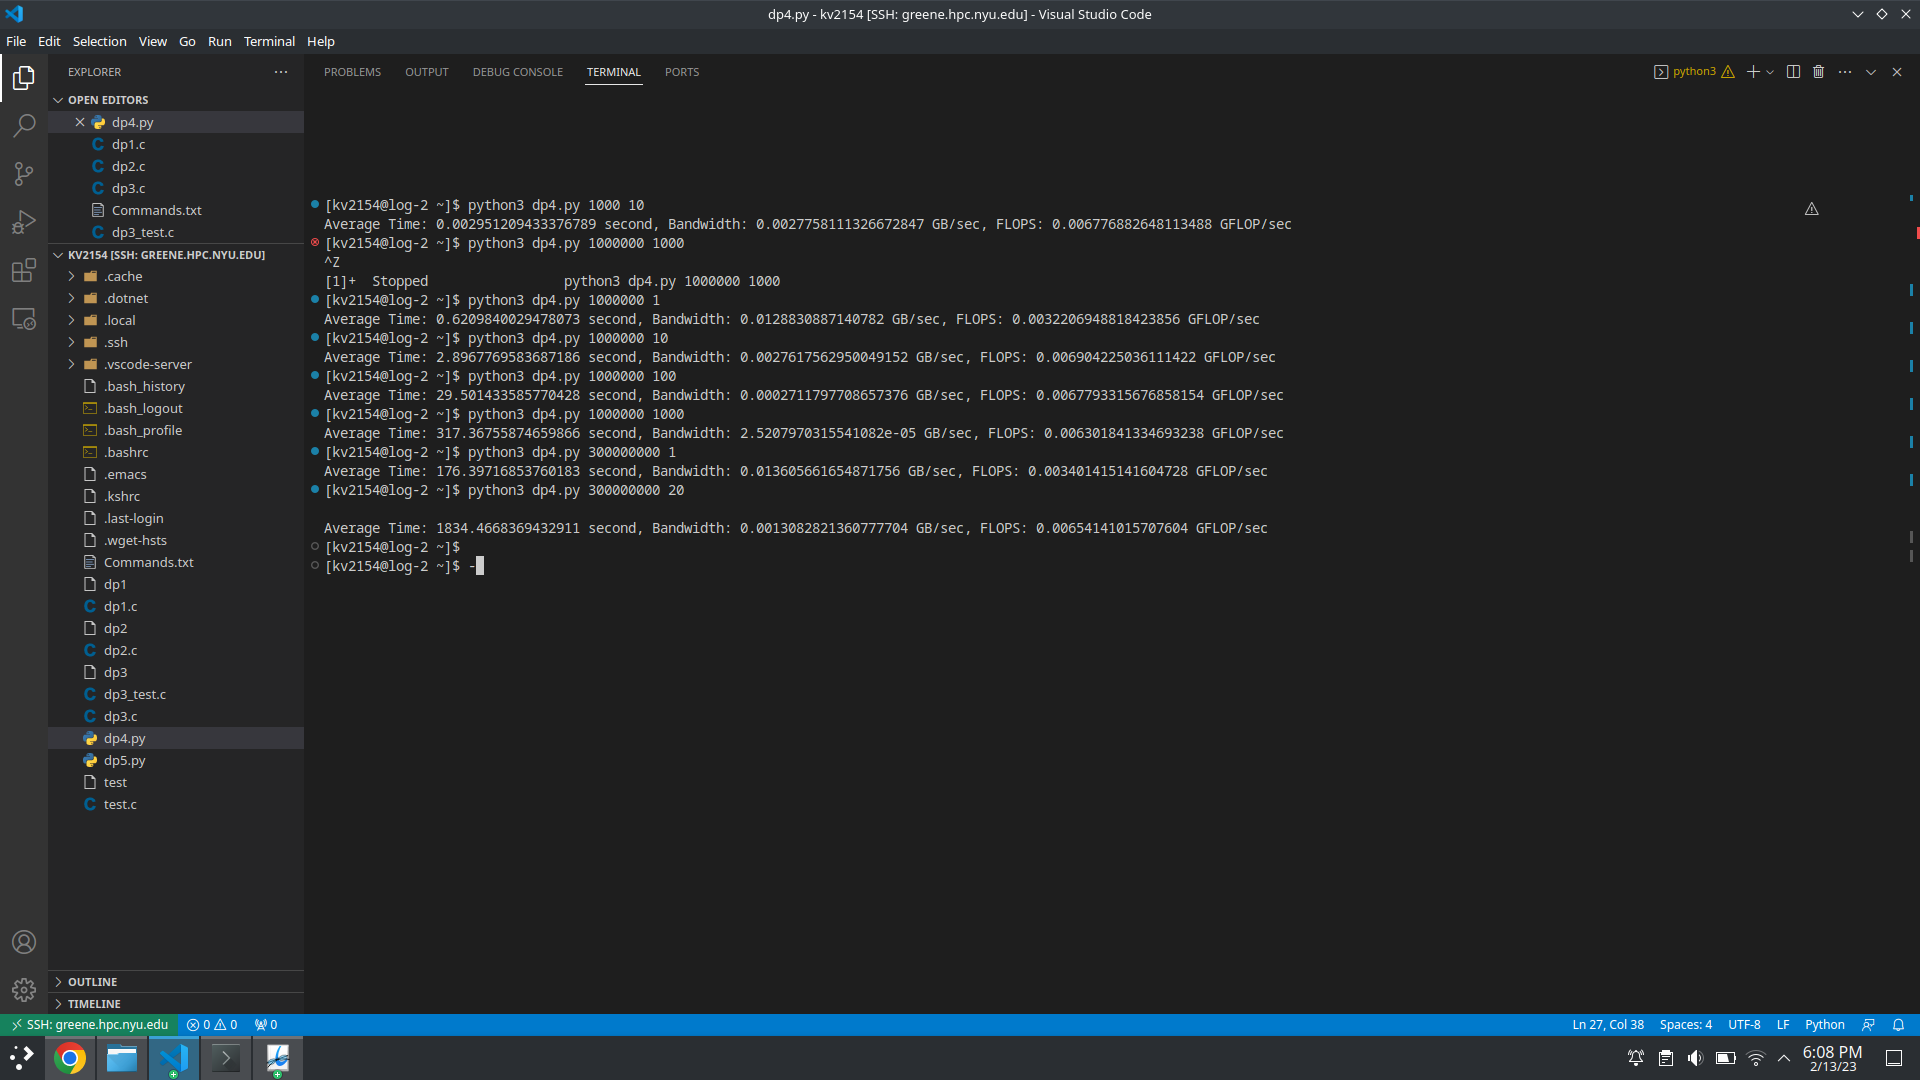 dp4.py - kv2154 [SSH: greene.hpc.nyu.edu] - Visual Studio Code
File Edit Selection View Go Run Terminal Help
EXPLORER
OPEN EDITORS
dp4.py
dp1.c
dp2.c
dp3.c
Commands.txt
dp3_test.c
KV2154 [SSH: GREENE.HPC.NYU.EDU]
.cache
.dotnet
.local
.ssh
.vscode-server
.bash_history
.bash_logout
.bash_profile
.bashrc
.emacs
.kshrc
.last-login
.wget-hsts
Commands.txt
dp1
dp1.c
dp2
dp2.c
dp3
dp3_test.c
dp3.c
dp4.py
dp5.py
test
test.c
OUTLINE
TIMELINE
PROBLEMS OUTPUT DEBUG CONSOLE TERMINAL PORTS
python3
[kv2154@log-2 ~]$ python3 dp4.py 1000 10
Average Time: 0.002951209433376789 second, Bandwidth: 0.0027758111326672847 GB/sec, FLOPS: 0.006776882648113488 GFLOP/sec
[kv2154@log-2 ~]$ python3 dp4.py 1000000 1000
^Z
[1]+  Stopped                 python3 dp4.py 1000000 1000
[kv2154@log-2 ~]$ python3 dp4.py 1000000 1
Average Time: 0.6209840029478073 second, Bandwidth: 0.0128830887140782 GB/sec, FLOPS: 0.0032206948818423856 GFLOP/sec
[kv2154@log-2 ~]$ python3 dp4.py 1000000 10
Average Time: 2.8967769583687186 second, Bandwidth: 0.0027617562950049152 GB/sec, FLOPS: 0.006904225036111422 GFLOP/sec
[kv2154@log-2 ~]$ python3 dp4.py 1000000 100
Average Time: 29.501433585770428 second, Bandwidth: 0.0002711797708657376 GB/sec, FLOPS: 0.0067793315676858154 GFLOP/sec
[kv2154@log-2 ~]$ python3 dp4.py 1000000 1000
Average Time: 317.36755874659866 second, Bandwidth: 2.5207970315541082e-05 GB/sec, FLOPS: 0.006301841334693238 GFLOP/sec
[kv2154@log-2 ~]$ python3 dp4.py 300000000 1
Average Time: 176.39716853760183 second, Bandwidth: 0.013605661654871756 GB/sec, FLOPS: 0.003401415141604728 GFLOP/sec
[kv2154@log-2 ~]$ python3 dp4.py 300000000 20
Average Time: 1834.4668369432911 second, Bandwidth: 0.0013082821360777704 GB/sec, FLOPS: 0.00654141015707604 GFLOP/sec
[kv2154@log-2 ~]$
[kv2154@log-2 ~]$ -
SSH: greene.hpc.nyu.edu 0 0 0
Ln 27, Col 38 Spaces: 4 UTF-8 LF Python
6:08 PM
2/13/23